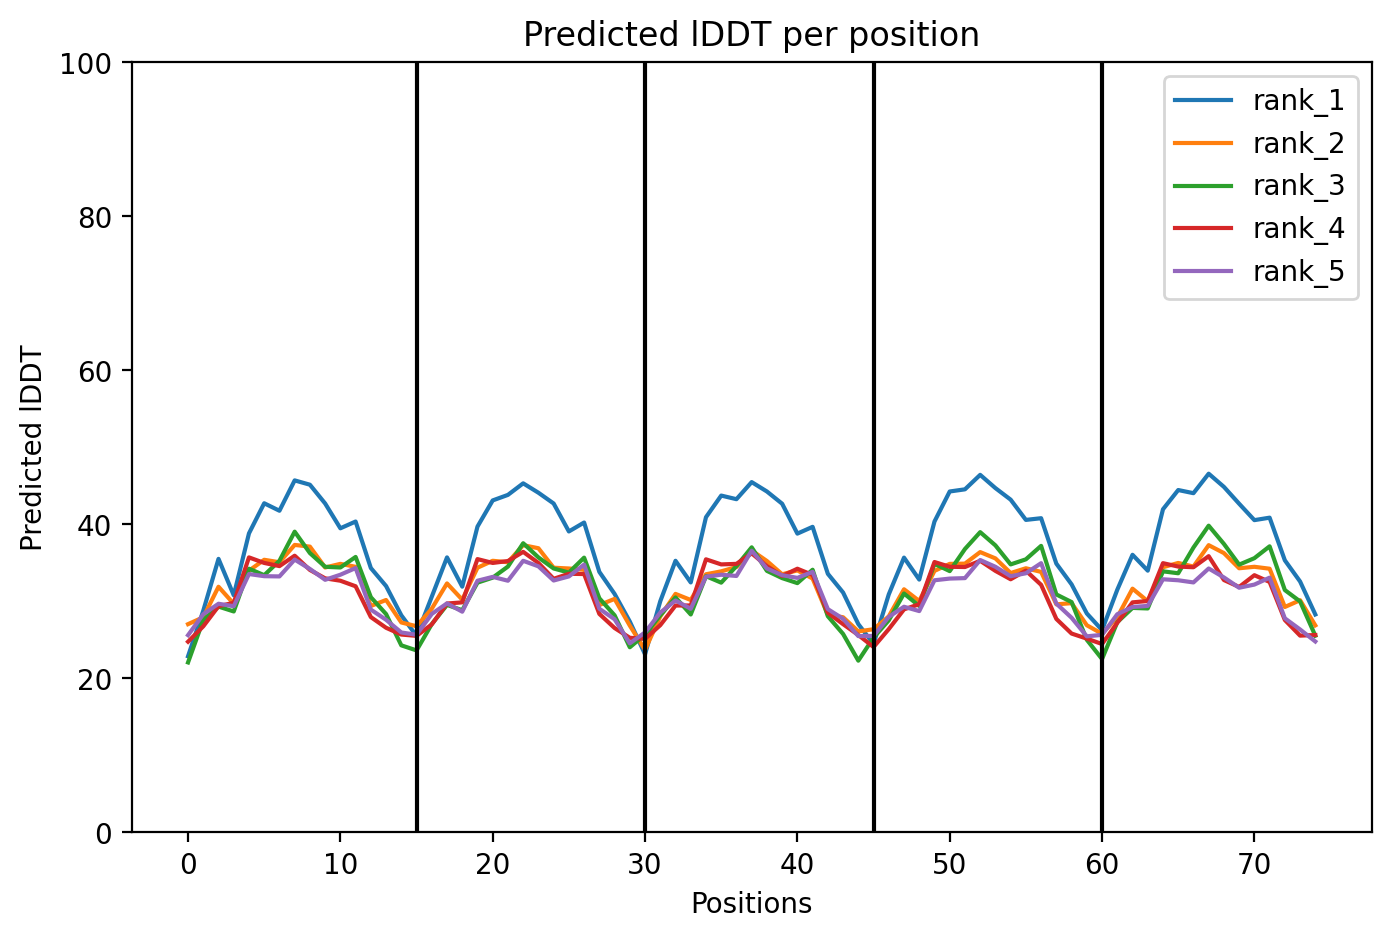 Predicted lDDT per position
100
80
60
40
20
0
Predicted lDDT
0 10 20 30 40 50 60 70
Positions
rank_1
rank_2
rank_3
rank_4
rank_5